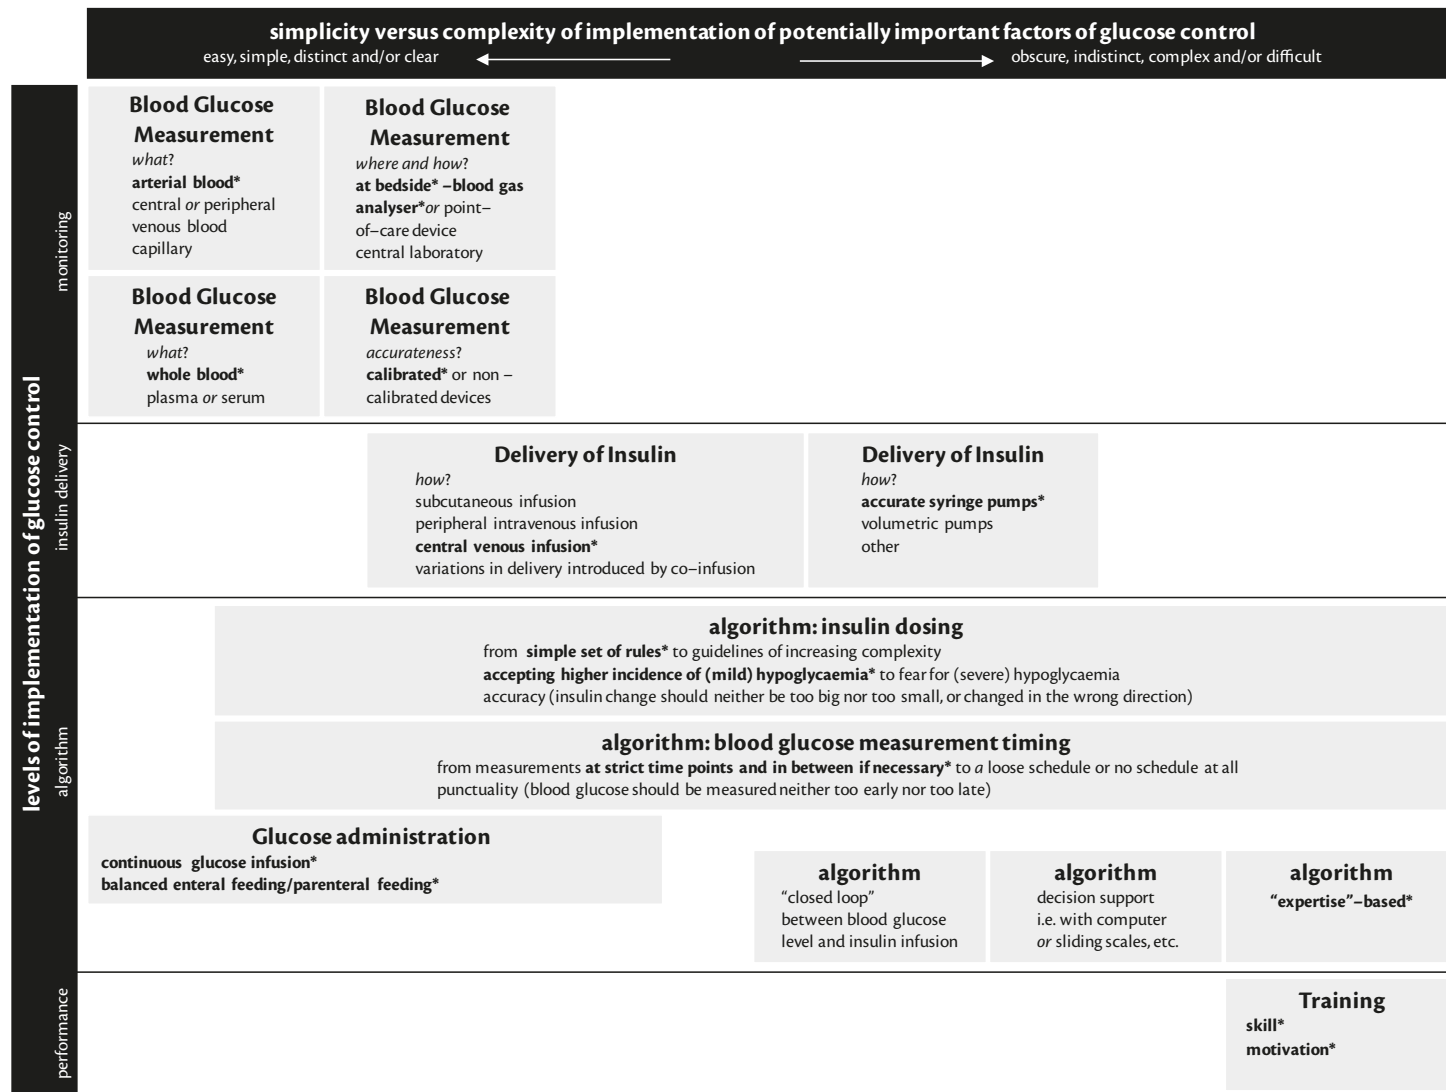 simplicity versus complexity of implementation of potentially important factors of glucose control
easy, simple, distinct and/or clear
obscure, indistinct, complex and/or difficult
levels of implementation of glucose control
monitoring
Blood Glucose
Measurement
what?
arterial blood*
central or peripheral
venous blood
capillary
Blood Glucose
Measurement
where and how?
at bedside* –blood gas
analyser*or point–
of–care device
central laboratory
Blood Glucose
Measurement
what?
whole blood*
plasma or serum
Blood Glucose
Measurement
accurateness?
calibrated* or non –
calibrated devices
insulin delivery
Delivery of Insulin
how?
subcutaneous infusion
peripheral intravenous infusion
central venous infusion*
variations in delivery introduced by co–infusion
Delivery of Insulin
how?
accurate syringe pumps*
volumetric pumps
other
algorithm
algorithm: insulin dosing
from simple set of rules* to guidelines of increasing complexity
accepting higher incidence of (mild) hypoglycaemia* to fear for (severe) hypoglycaemia
accuracy (insulin change should neither be too big nor too small, or changed in the wrong direction)
algorithm: blood glucose measurement timing
from measurements at strict time points and in between if necessary* to a loose schedule or no schedule at all
punctuality (blood glucose should be measured neither too early nor too late)
Glucose administration
continuous glucose infusion*
balanced enteral feeding/parenteral feeding*
algorithm
“closed loop”
between blood glucose
level and insulin infusion
algorithm
decision support
i.e. with computer
or sliding scales, etc.
algorithm
“expertise”–based*
performance
Training
skill*
motivation*